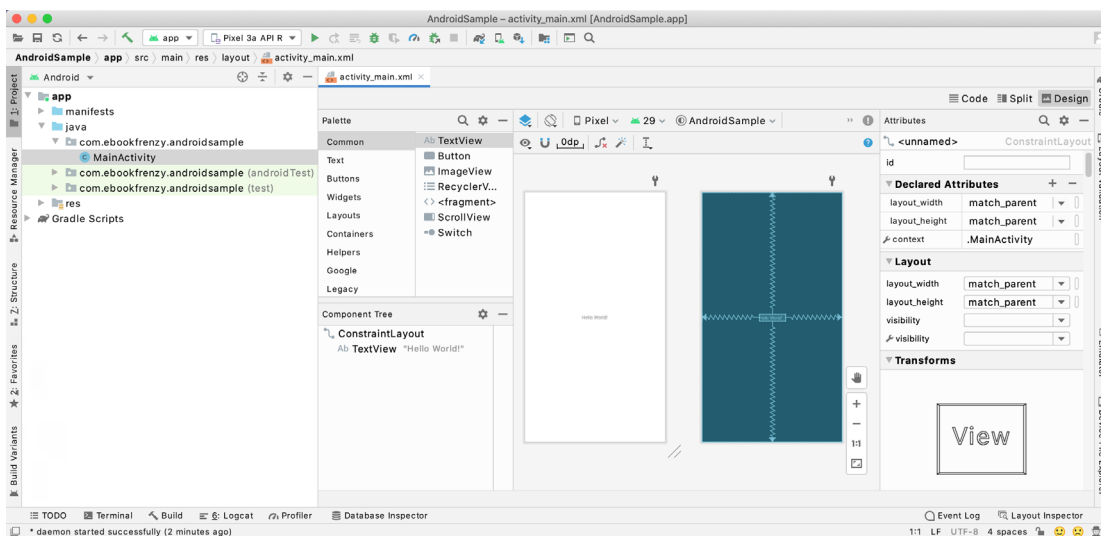 AndroidSample – activity_main.xml [AndroidSample.app]
app Pixel 3a API R
AndroidSample app src main res layout activity_main.xml
1: Project
Resource Manager
Z: Structure
2: Favorites
Build Variants
Android
app
manifests
java
com.ebookfrenzy.androidsample
MainActivity
com.ebookfrenzy.androidsample (androidTest)
com.ebookfrenzy.androidsample (test)
res
Gradle Scripts
activity_main.xml
Code Split Design
Palette
Common
Text
Buttons
Widgets
Layouts
Containers
Helpers
Google
Legacy
Ab TextView
Button
ImageView
RecyclerV...
<fragment>
ScrollView
Switch
Component Tree
ConstraintLayout
Ab TextView "Hello World!"
Pixel 29 AndroidSample
0dp
Hello World!
Hello World!
1:1
Attributes
<unnamed> ConstraintLayout
id
Declared Attributes
layout_width match_parent
layout_height match_parent
context .MainActivity
Layout
layout_width match_parent
layout_height match_parent
visibility
visibility
Transforms
View
TODO Terminal Build 6: Logcat Profiler Database Inspector Event Log Layout Inspector
* daemon started successfully (2 minutes ago) 1:1 LF UTF-8 4 spaces